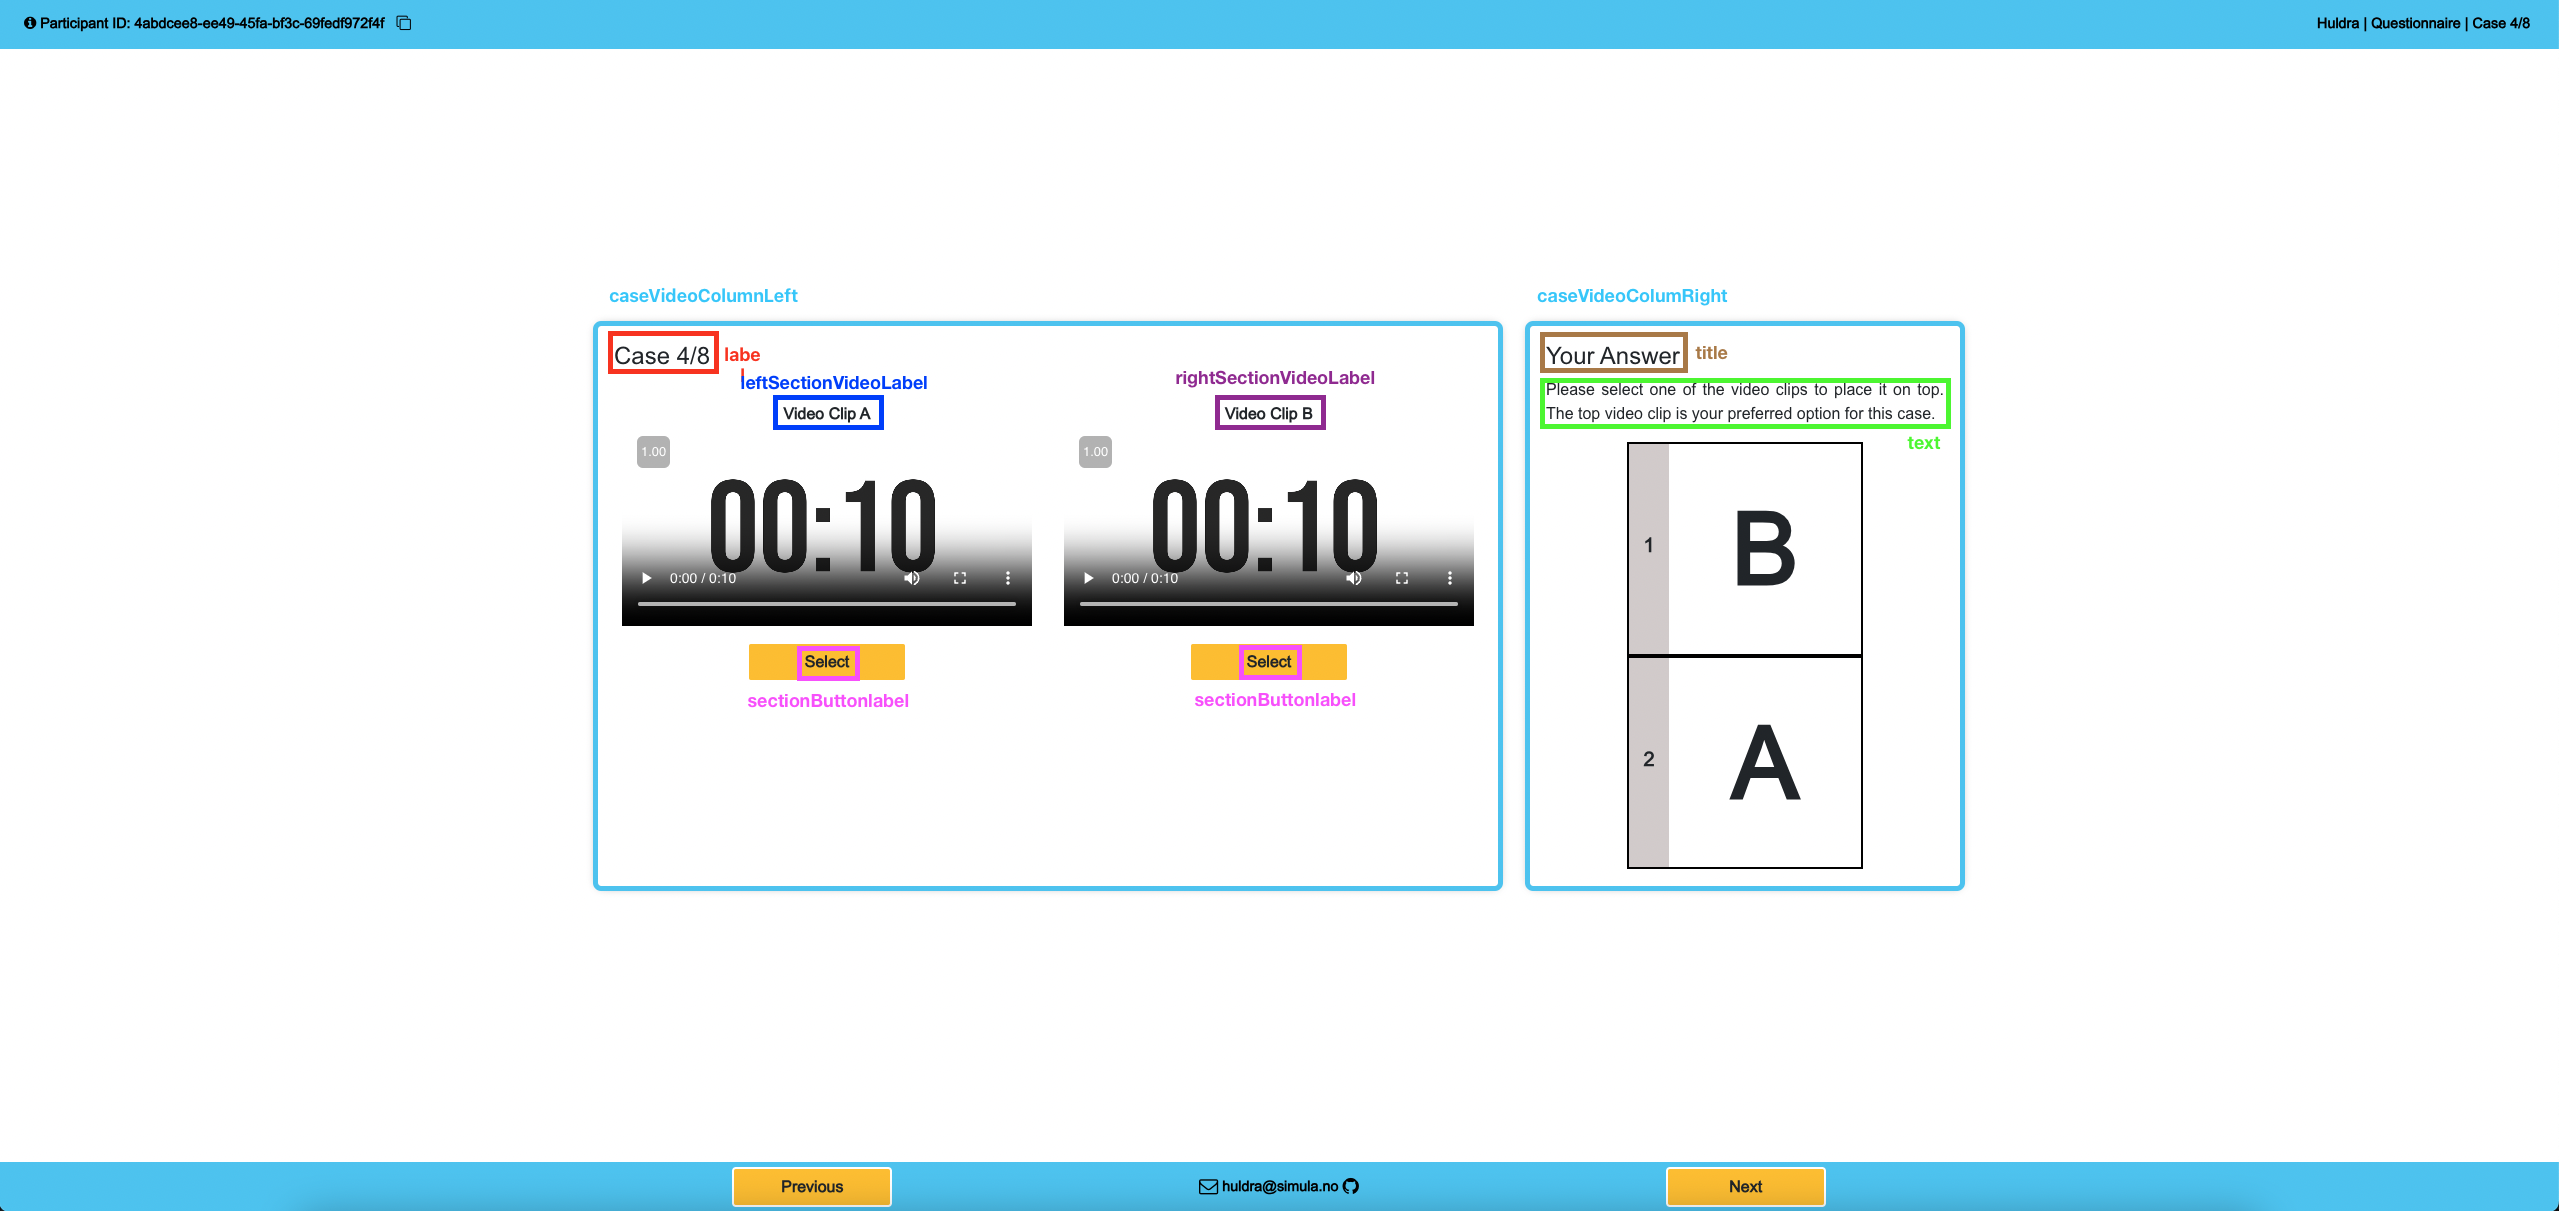 Participant ID: 4abdcee8-ee49-45fa-bf3c-69fedf972f4f
Huldra | Questionnaire | Case 4/8
caseVideoColumnLeft
caseVideoColumRight
Case 4/8
labe
l
leftSectionVideoLabel
rightSectionVideoLabel
Video Clip A
Video Clip B
1.00
1.00
00:10
00:10
0:00 / 0:10
0:00 / 0:10
Select
Select
sectionButtonlabel
sectionButtonlabel
Your Answer
title
Please select one of the video clips to place it on top.
The top video clip is your preferred option for this case.
text
1
B
2
A
Previous
huldra@simula.no
Next